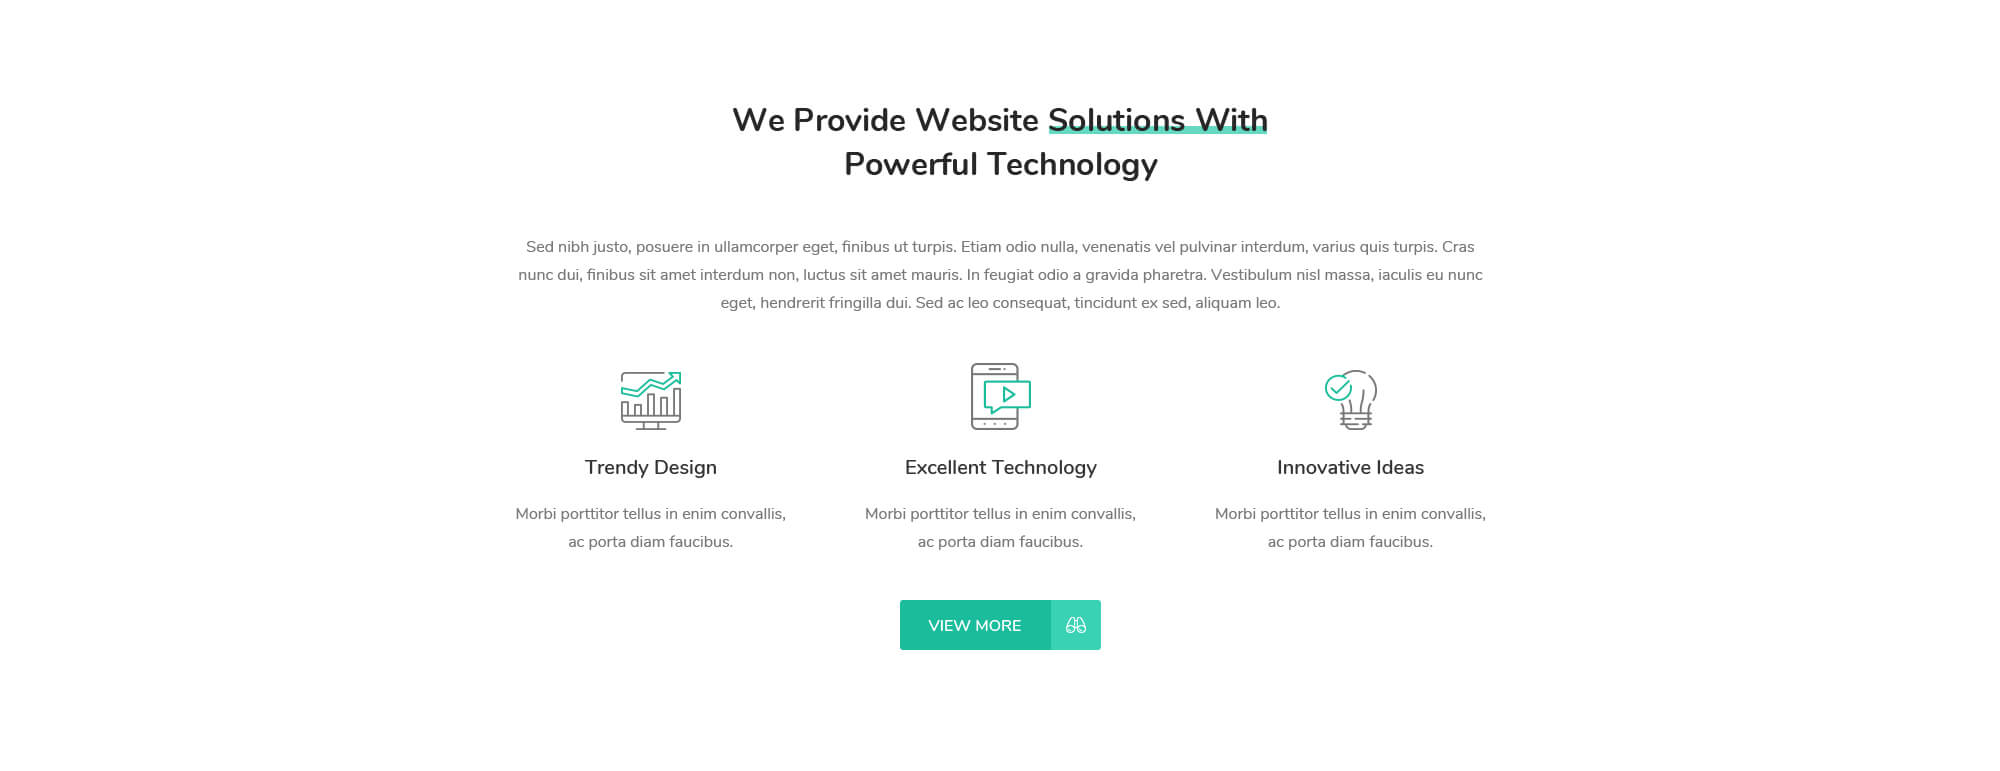 We Provide Website Solutions With
Powerful Technology
Sed nibh justo, posuere in ullamcorper eget, finibus ut turpis. Etiam odio nulla, venenatis vel pulvinar interdum, varius quis turpis. Cras
nunc dui, finibus sit amet interdum non, luctus sit amet mauris. In feugiat odio a gravida pharetra. Vestibulum nisl massa, iaculis eu nunc
eget, hendrerit fringilla dui. Sed ac leo consequat, tincidunt ex sed, aliquam leo.
Trendy Design
Morbi porttitor tellus in enim convallis,
ac porta diam faucibus.
Excellent Technology
Morbi porttitor tellus in enim convallis,
ac porta diam faucibus.
Innovative Ideas
Morbi porttitor tellus in enim convallis,
ac porta diam faucibus.
VIEW MORE